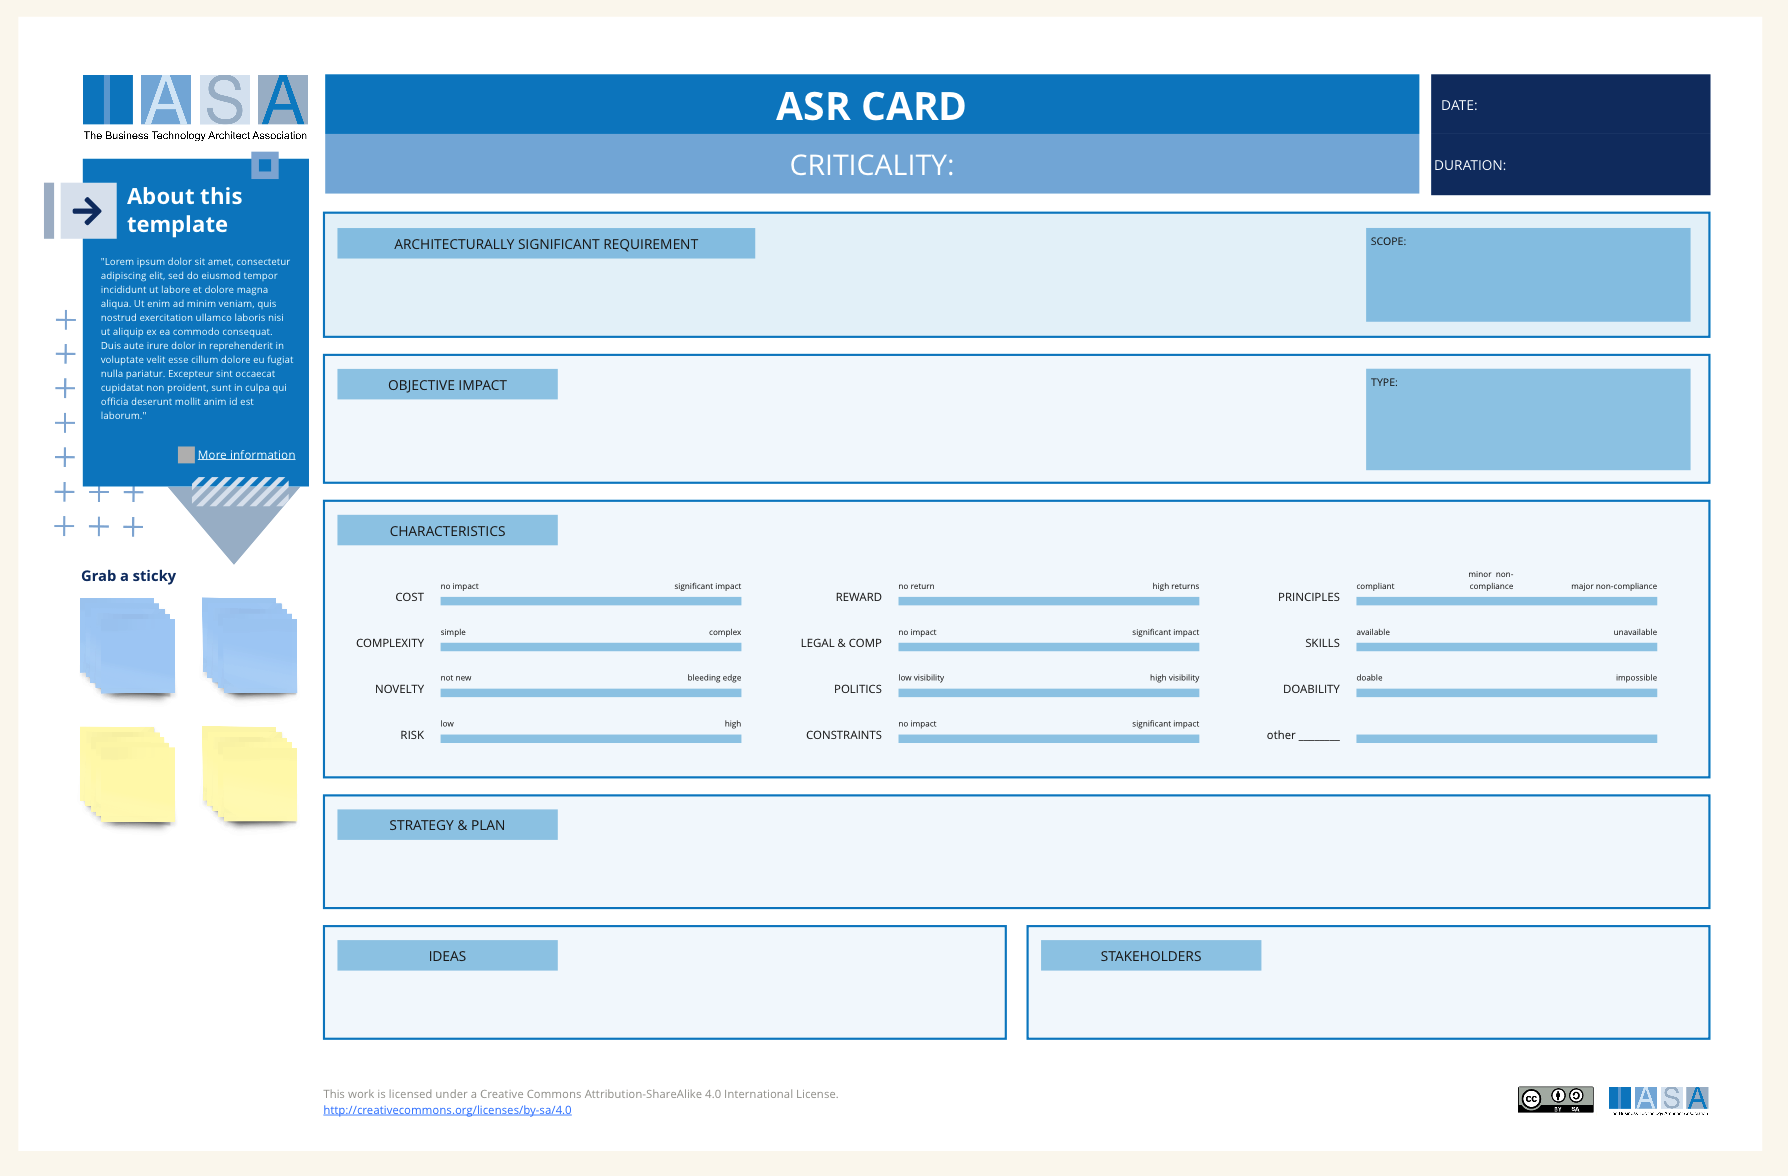 IASA
The Business Technology Architect Association
ASR CARD
CRITICALITY:
DATE:
DURATION:
About this
template
"Lorem ipsum dolor sit amet, consectetur
adipiscing elit, sed do eiusmod tempor
incididunt ut labore et dolore magna
aliqua. Ut enim ad minim veniam, quis
nostrud exercitation ullamco laboris nisi
ut aliquip ex ea commodo consequat.
Duis aute irure dolor in reprehenderit in
voluptate velit esse cillum dolore eu fugiat
nulla pariatur. Excepteur sint occaecat
cupidatat non proident, sunt in culpa qui
officia deserunt mollit anim id est
laborum."
More information
Grab a sticky
ARCHITECTURALLY SIGNIFICANT REQUIREMENT
SCOPE:
OBJECTIVE IMPACT
TYPE:
CHARACTERISTICS
COST no impact significant impact
COMPLEXITY simple complex
NOVELTY not new bleeding edge
RISK low high
REWARD no return high returns
LEGAL & COMP no impact significant impact
POLITICS low visibility high visibility
CONSTRAINTS no impact significant impact
PRINCIPLES compliant minor non-
compliance major non-compliance
SKILLS available unavailable
DOABILITY doable impossible
other ________
STRATEGY & PLAN
IDEAS
STAKEHOLDERS
This work is licensed under a Creative Commons Attribution-ShareAlike 4.0 International License.
http://creativecommons.org/licenses/by-sa/4.0
cc BY SA
IASA